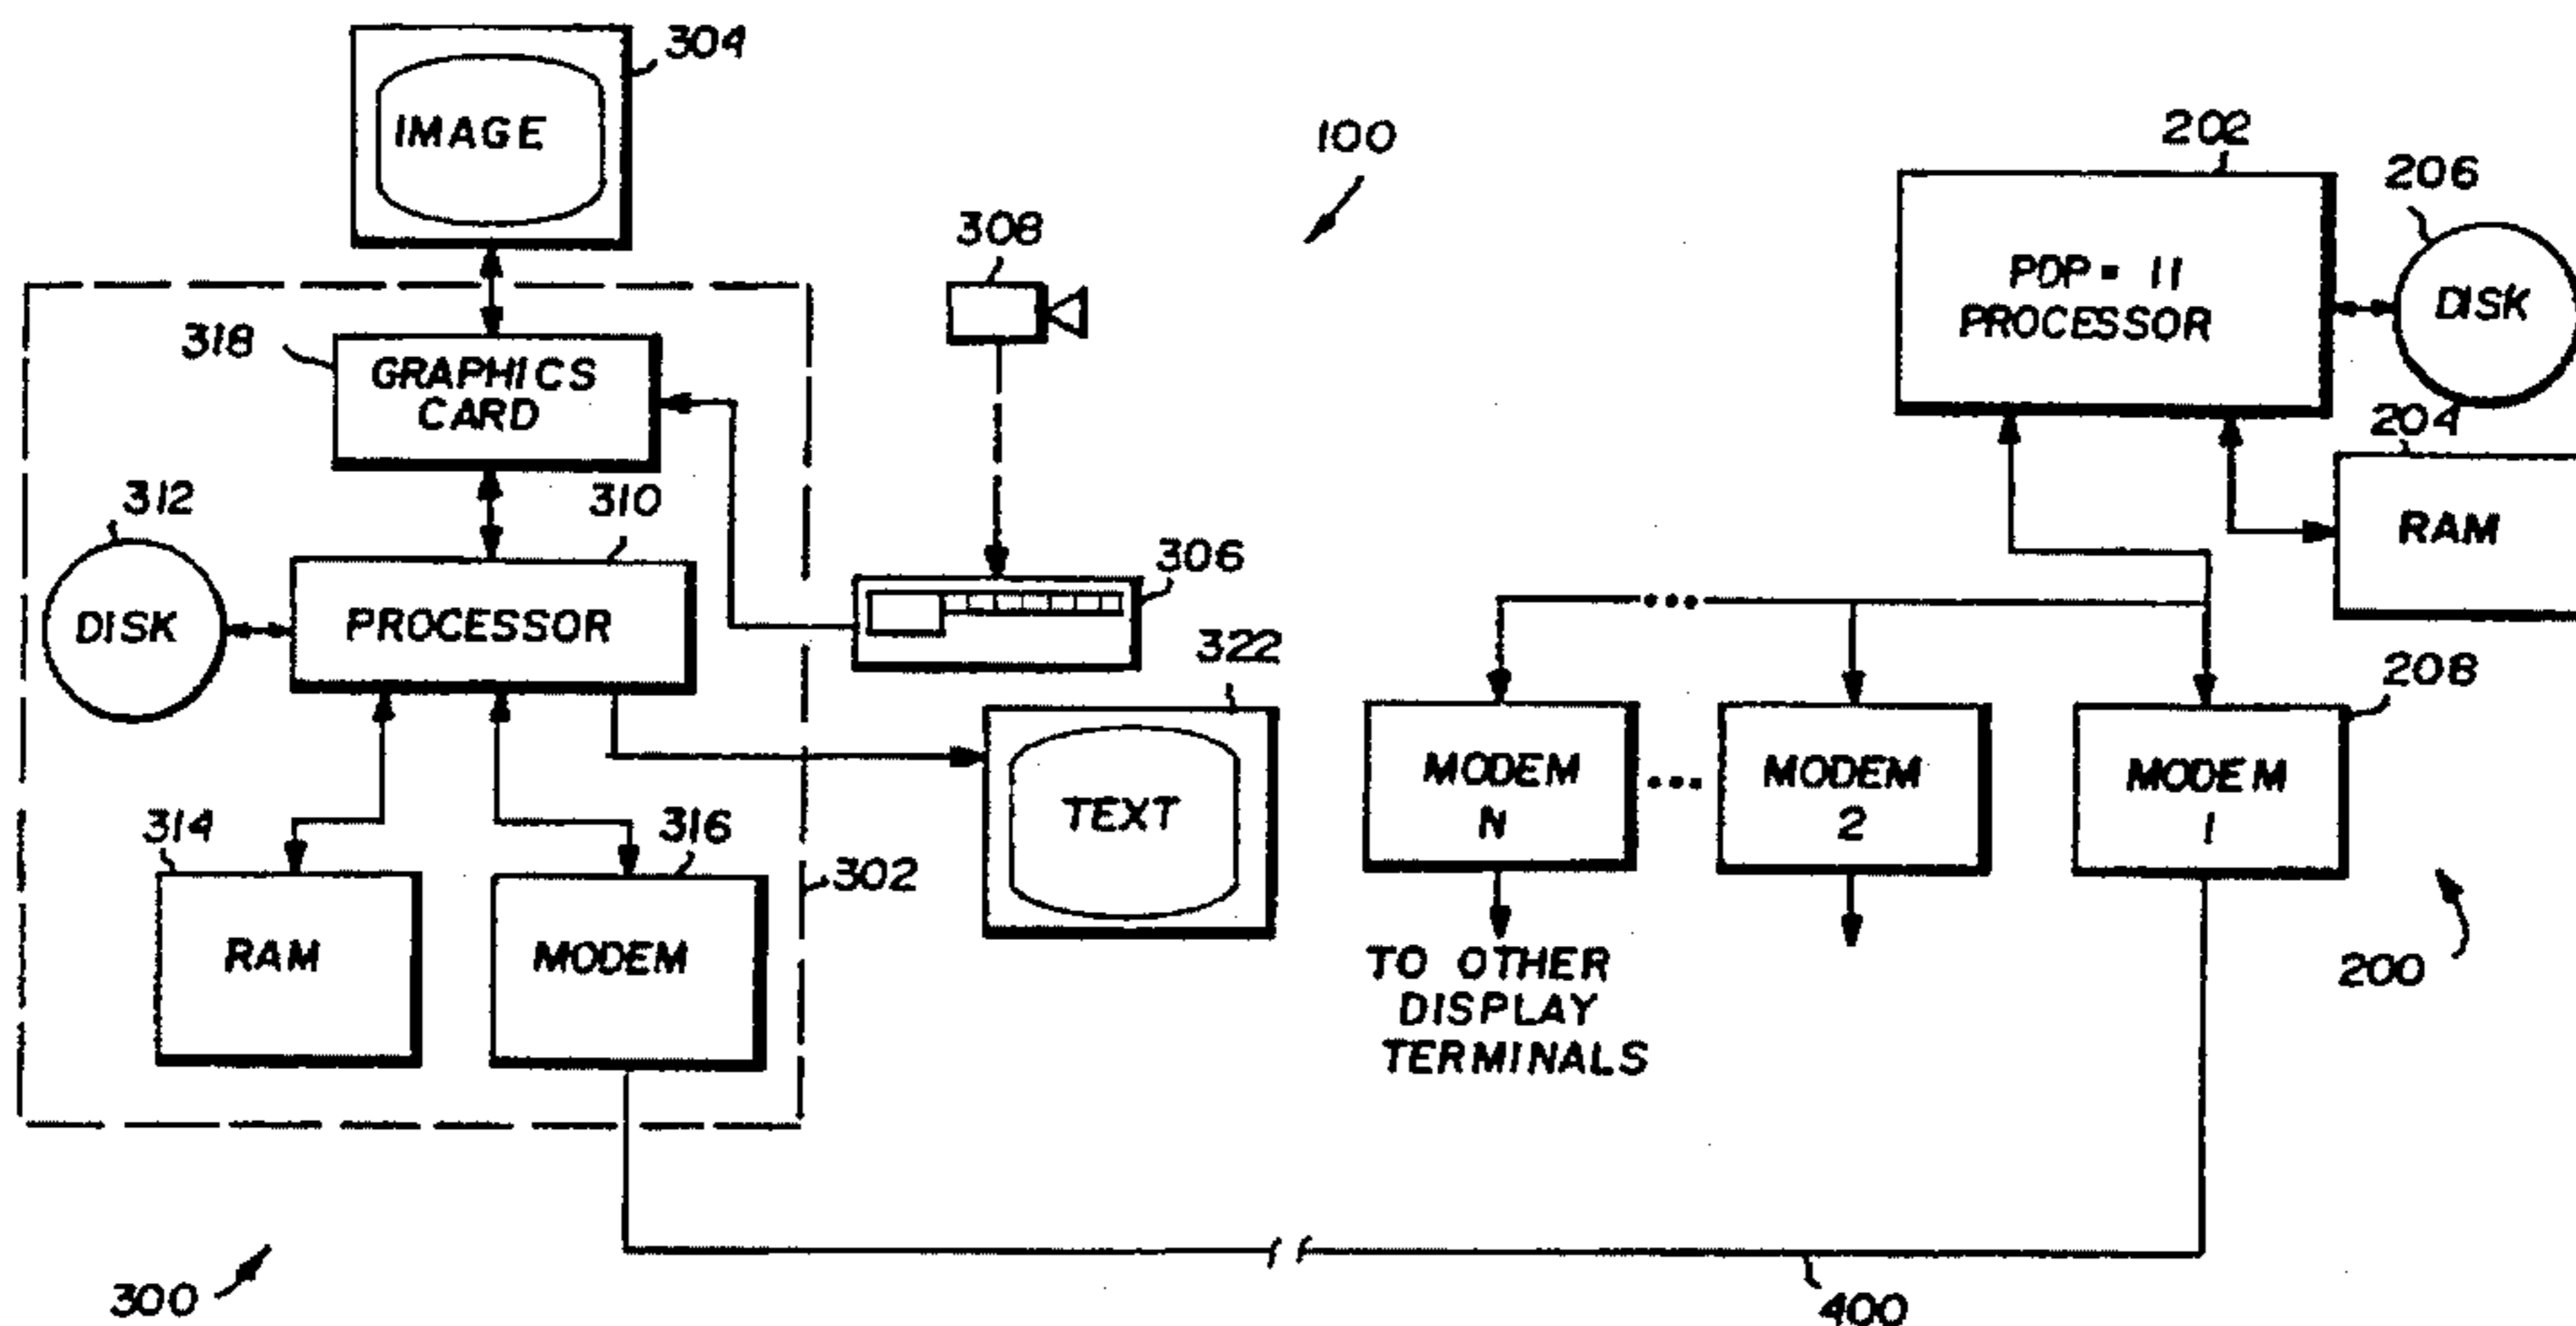 304
IMAGE
100
202
206
308
318
GRAPHICS
CARD
PDP = 11
PROCESSOR
DISK
204
312
310
306
RAM
DISK
PROCESSOR
322
208
MODEM
N
MODEM
2
MODEM
1
TEXT
314
316
302
RAM
MODEM
TO OTHER
DISPLAY
TERMINALS
200
300
400